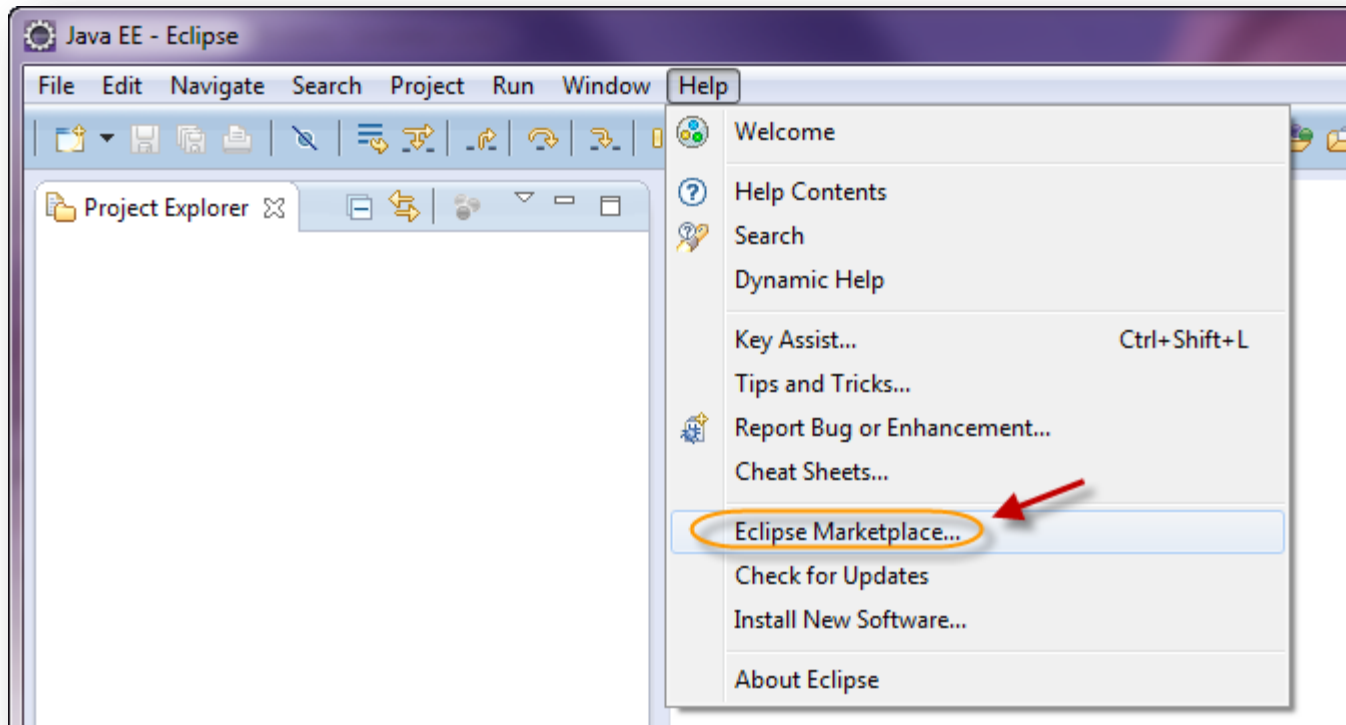 Java EE - Eclipse
File Edit Navigate Search Project Run Window Help
Project Explorer
Welcome
Help Contents
Search
Dynamic Help
Key Assist... Ctrl+Shift+L
Tips and Tricks...
Report Bug or Enhancement...
Cheat Sheets...
Eclipse Marketplace...
Check for Updates
Install New Software...
About Eclipse